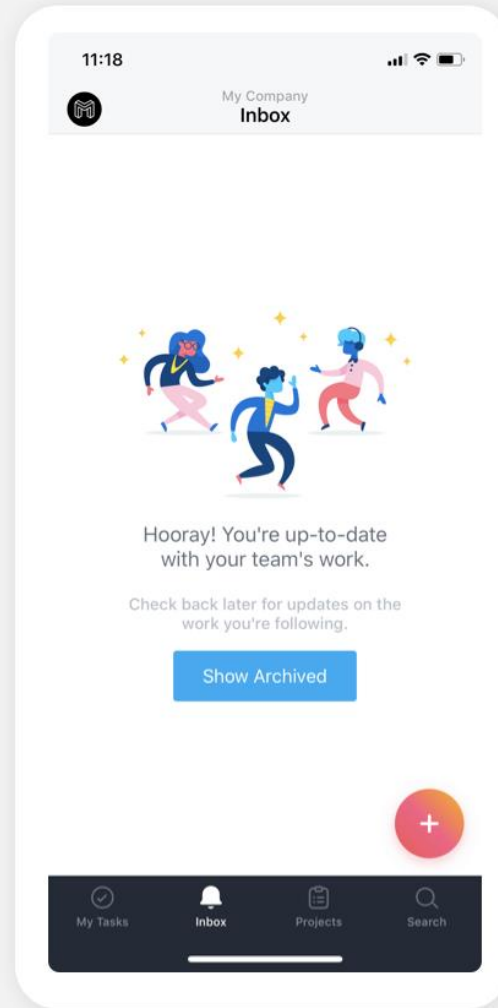 11:18
My Company
Inbox
Hooray! You're up-to-date
with your team's work.
Check back later for updates on the
work you're following.
Show Archived
+
My Tasks
Inbox
Projects
Search